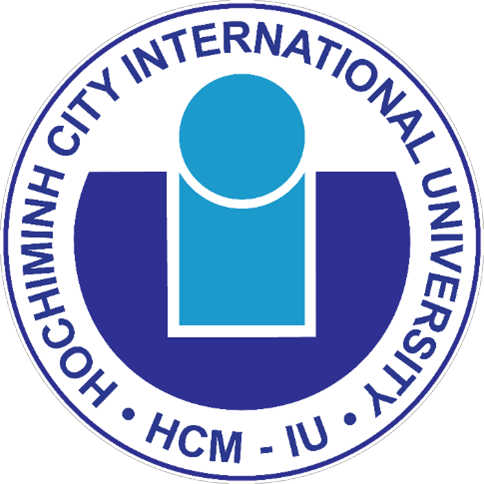 HOCHIMINH CITY INTERNATIONAL UNIVERSITY
• HCM - IU •